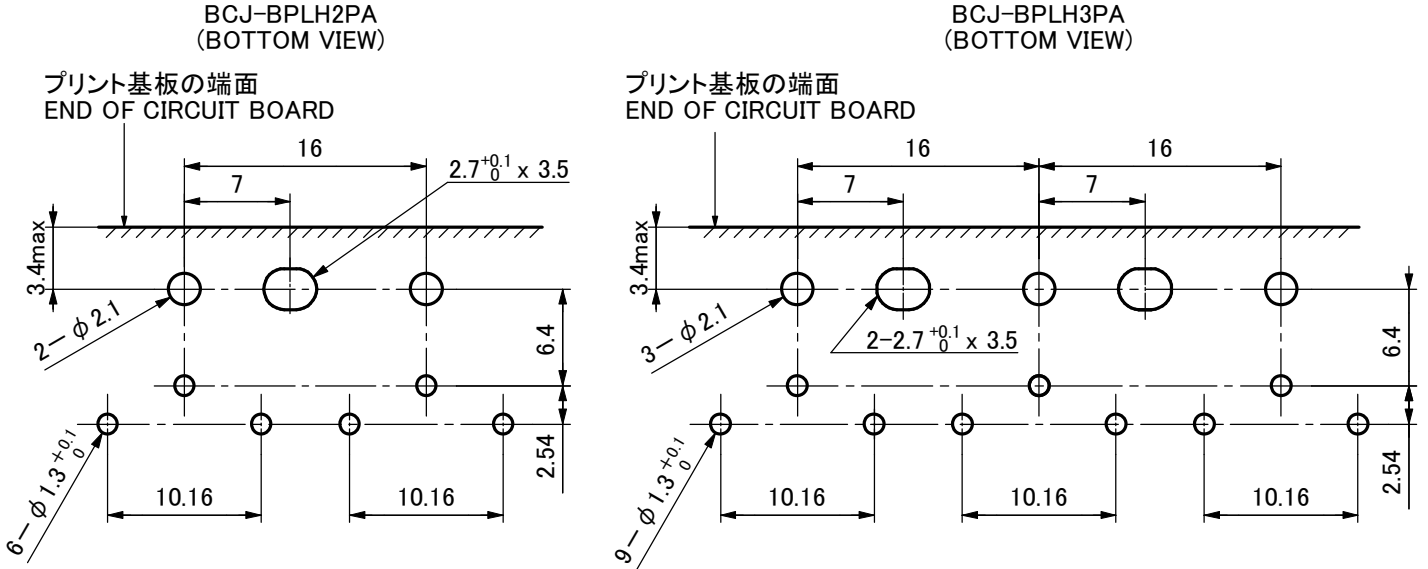 BCJ-BPLH2PA
(BOTTOM VIEW)
プリント基板の端面
END OF CIRCUIT BOARD
16
7
2.7 +0.1 0 x 3.5
3.4max
2-φ2.1
6.4
2.54
6-φ1.3 +0.1 0
10.16
10.16
BCJ-BPLH3PA
(BOTTOM VIEW)
プリント基板の端面
END OF CIRCUIT BOARD
16
16
7
7
3.4max
3-φ2.1
2-2.7 +0.1 0 x 3.5
6.4
2.54
9-φ1.3 +0.1 0
10.16
10.16
10.16